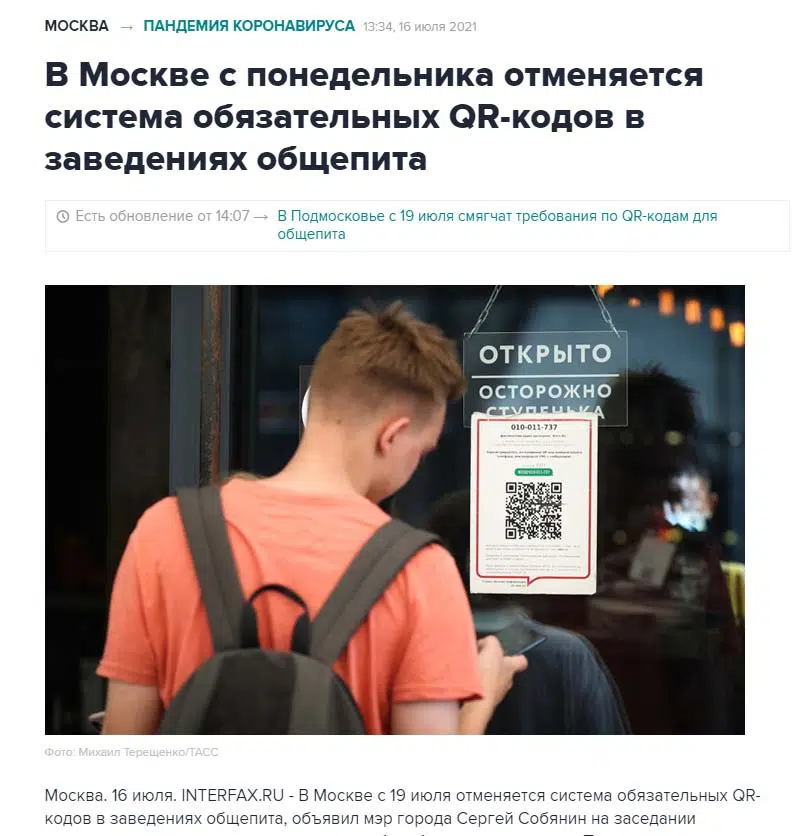 МОСКВА → ПАНДЕМИЯ КОРОНАВИРУСА 13:34, 16 июля 2021
В Москве с понедельника отменяется
система обязательных QR-кодов в
заведениях общепита
Есть обновление от 14:07 → В Подмосковье с 19 июля смягчат требования по QR-кодам для
общепита
ОТКРЫТО
ОСТОРОЖНО
СТУПЕНЬКА
010-011-737
Фото: Михаил Терещенко/ТАСС
Москва. 16 июля. INTERFAX.RU - В Москве с 19 июля отменяется система обязательных QR-
кодов в заведениях общепита, объявил мэр города Сергей Собянин на заседании